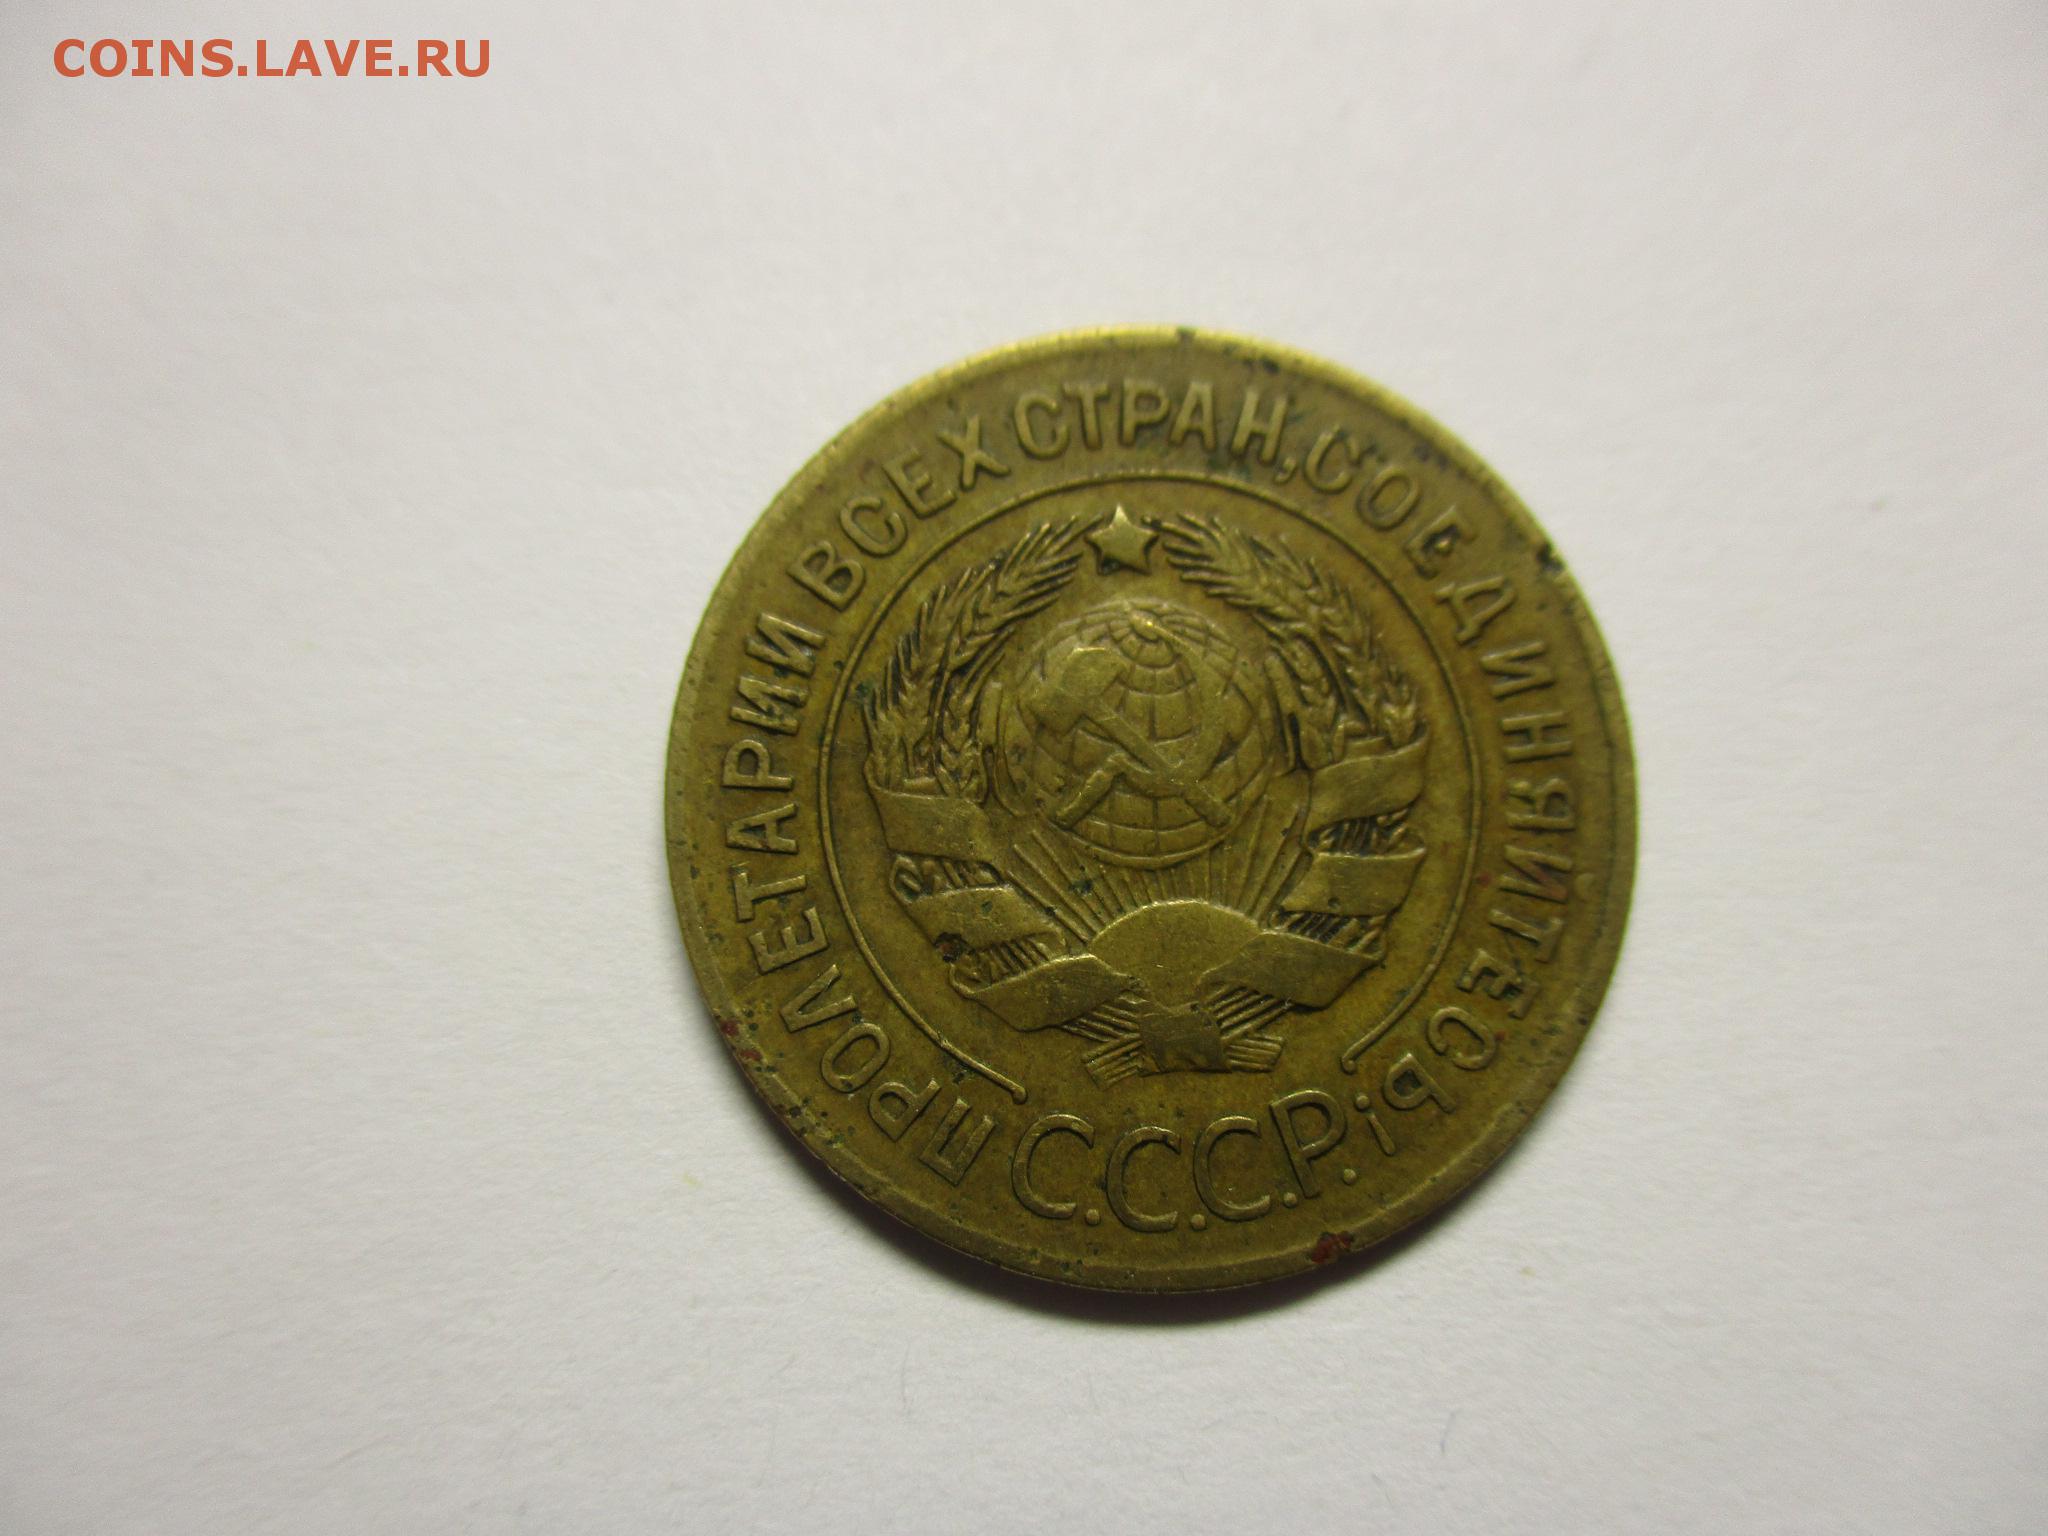 COINS.LAVE.RU
ПРОЛЕТАРИИ ВСЕХ СТРАН, СОЕДИНЯЙТЕСЬ!
С.С.С.Р.